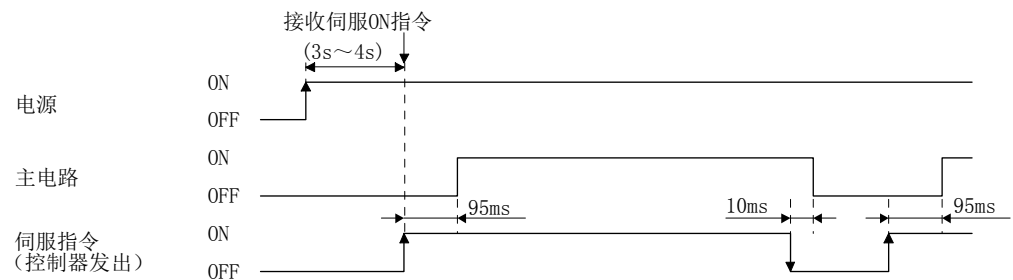 接收伺服ON指令
(3s～4s)
电源
ON
OFF
主电路
ON
OFF
95ms
10ms
95ms
伺服指令
（控制器发出）
ON
OFF